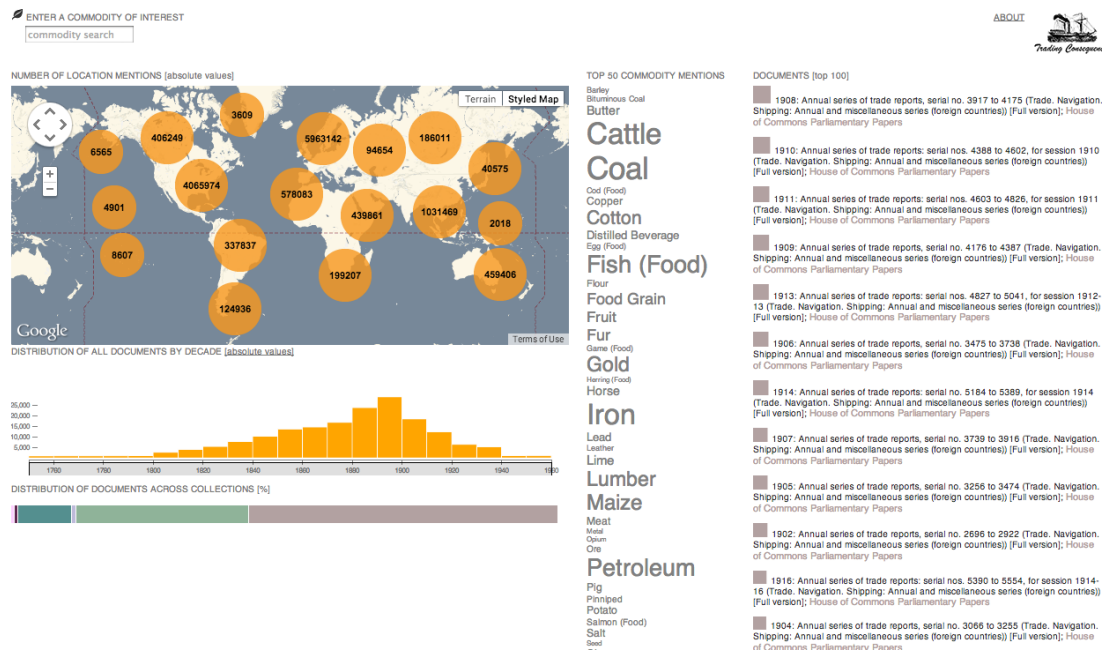 ENTER A COMMODITY OF INTEREST
commodity search
ABOUT
Trading Consequen
NUMBER OF LOCATION MENTIONS [absolute values]
Terrain
Styled Map
3609
406249
5963142
186011
6565
94654
40575
4065974
578083
4901
439861
1031469
2018
337837
8607
199207
459406
124936
+
−
Google
Terms of Use
DISTRIBUTION OF ALL DOCUMENTS BY DECADE [absolute values]
25,000
20,000
15,000
10,000
5,000
1760 1780 1800 1820 1840 1860 1880 1900 1920 1940 1960
DISTRIBUTION OF DOCUMENTS ACROSS COLLECTIONS [%]
TOP 50 COMMODITY MENTIONS
Barley
Bituminous Coal
Butter
Cattle
Coal
Cod (Food)
Copper
Cotton
Distilled Beverage
Egg (Food)
Fish (Food)
Flour
Food Grain
Fruit
Fur
Game (Food)
Gold
Herring (Food)
Horse
Iron
Lead
Leather
Lime
Lumber
Maize
Meat
Metal
Opium
Ore
Petroleum
Pig
Pinniped
Potato
Salmon (Food)
Salt
Seed
DOCUMENTS [top 100]
1908: Annual series of trade reports, serial no. 3917 to 4175 (Trade. Navigation.
Shipping: Annual and miscellaneous series (foreign countries)) [Full version]; House
of Commons Parliamentary Papers
1910: Annual series of trade reports: serial nos. 4388 to 4602, for session 1910
(Trade. Navigation. Shipping: Annual and miscellaneous series (foreign countries))
[Full version]; House of Commons Parliamentary Papers
1911: Annual series of trade reports: serial nos. 4603 to 4826, for session 1911
(Trade. Navigation. Shipping: Annual and miscellaneous series (foreign countries))
[Full version]; House of Commons Parliamentary Papers
1909: Annual series of trade reports, serial no. 4176 to 4387 (Trade. Navigation.
Shipping: Annual and miscellaneous series (foreign countries)) [Full version]; House
of Commons Parliamentary Papers
1913: Annual series of trade reports: serial nos. 4827 to 5041, for session 1912-
13 (Trade. Navigation. Shipping: Annual and miscellaneous series (foreign countries))
[Full version]; House of Commons Parliamentary Papers
1906: Annual series of trade reports, serial no. 3475 to 3738 (Trade. Navigation.
Shipping: Annual and miscellaneous series (foreign countries)) [Full version]; House
of Commons Parliamentary Papers
1914: Annual series of trade reports: serial nos. 5184 to 5389, for session 1914
(Trade. Navigation. Shipping: Annual and miscellaneous series (foreign countries))
[Full version]; House of Commons Parliamentary Papers
1907: Annual series of trade reports, serial no. 3739 to 3916 (Trade. Navigation.
Shipping: Annual and miscellaneous series (foreign countries)) [Full version]; House
of Commons Parliamentary Papers
1905: Annual series of trade reports, serial no. 3256 to 3474 (Trade. Navigation.
Shipping: Annual and miscellaneous series (foreign countries)) [Full version]; House
of Commons Parliamentary Papers
1902: Annual series of trade reports, serial no. 2696 to 2922 (Trade. Navigation.
Shipping: Annual and miscellaneous series (foreign countries)) [Full version]; House
of Commons Parliamentary Papers
1916: Annual series of trade reports: serial nos. 5390 to 5554, for session 1914-
16 (Trade. Navigation. Shipping: Annual and miscellaneous series (foreign countries))
[Full version]; House of Commons Parliamentary Papers
1904: Annual series of trade reports, serial no. 3066 to 3255 (Trade. Navigation.
Shipping: Annual and miscellaneous series (foreign countries)) [Full version]; House
of Commons Parliamentary Papers